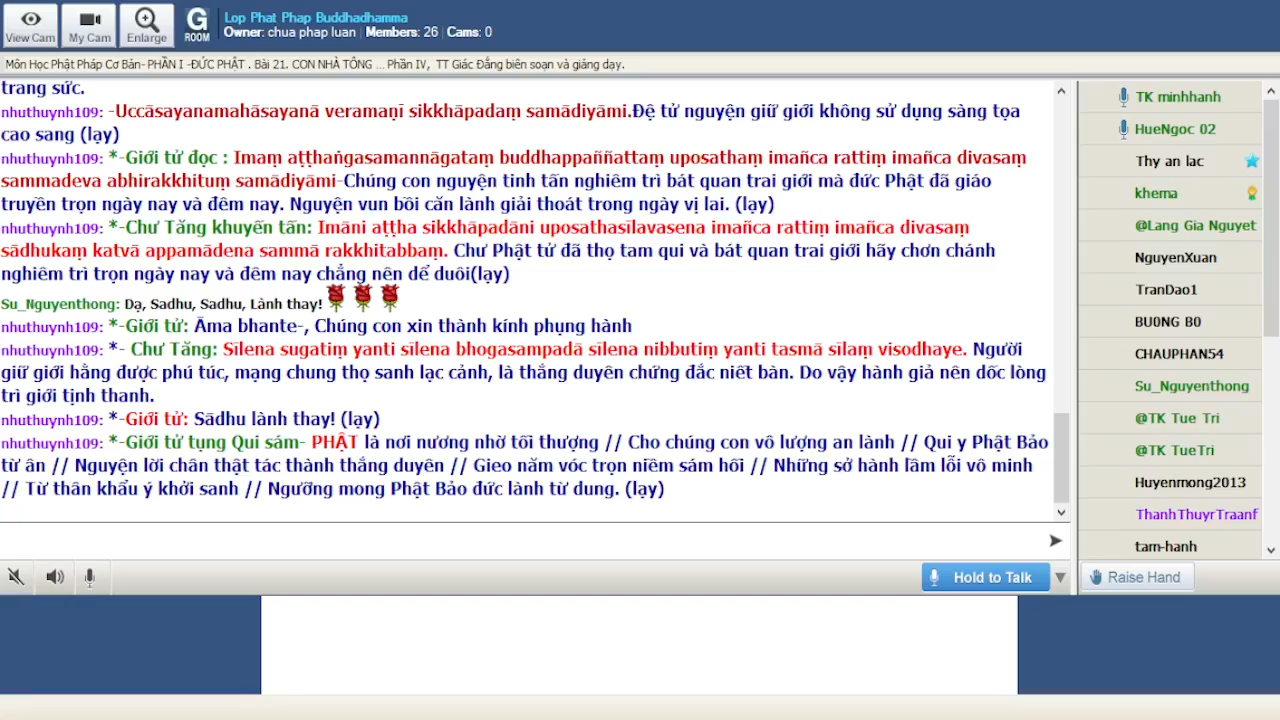 View Cam
My Cam
Enlarge
G
ROOM
Lop Phat Phap Buddhadhamma
Owner: chua phap luan | Members: 26 | Cams: 0
Môn Học Phật Pháp Cơ Bản- PHẦN I -ĐỨC PHẬT . Bài 21. CON NHÀ TÔNG ... Phần IV, TT Giác Đẳng biên soạn và giảng dạy.
trang sức.
nhuthuynh109: -Uccāsayanamahāsayanā veramaṇī sikkhāpadaṃ samādiyāmi.Đệ tử nguyện giữ giới không sử dụng sàng tọa
cao sang (lạy)
nhuthuynh109: *-Giới tử đọc : Imaṃ aṭṭhaṅgasamannāgataṃ buddhappaññattaṃ uposathaṃ imañca rattiṃ imañca divasaṃ
sammadeva abhirakkhituṃ samādiyāmi-Chúng con nguyện tinh tấn nghiêm trì bát quan trai giới mà đức Phật đã giáo
truyền trọn ngày nay và đêm nay. Nguyện vun bồi căn lành giải thoát trong ngày vị lai. (lạy)
nhuthuynh109: *-Chư Tăng khuyến tấn: Imāni aṭṭha sikkhāpadāni uposathasīlavasena imañca rattiṃ imañca divasaṃ
sādhukaṃ katvā appamādena sammā rakkhitabbaṃ. Chư Phật tử đã thọ tam qui và bát quan trai giới hãy chơn chánh
nghiêm trì trọn ngày nay và đêm nay chẳng nên dể duôi(lạy)
Su_Nguyenthong: Dạ, Sadhu, Sadhu, Lành thay!
nhuthuynh109: *-Giới tử: Āma bhante-, Chúng con xin thành kính phụng hành
nhuthuynh109: *- Chư Tăng: Sīlena sugatiṃ yanti sīlena bhogasampadā sīlena nibbutiṃ yanti tasmā sīlaṃ visodhaye. Người
giữ giới hằng được phú túc, mạng chung thọ sanh lạc cảnh, là thắng duyên chứng đắc niết bàn. Do vậy hành giả nên dốc lòng
trì giới tịnh thanh.
nhuthuynh109: *-Giới tử: Sādhu lành thay! (lạy)
nhuthuynh109: *-Giới tử tụng Qui sám- PHẬT là nơi nương nhờ tối thượng // Cho chúng con vô lượng an lành // Qui y Phật Bảo
từ ân // Nguyện lời chân thật tác thành thắng duyên // Gieo năm vóc trọn niềm sám hối // Những sở hành lầm lỗi vô minh
// Từ thân khẩu ý khởi sanh // Ngưỡng mong Phật Bảo đức lành từ dung. (lạy)
TK minhhanh
HueNgoc 02
Thy an lac
khema
@Lang Gia Nguyet
NguyenXuan
TranDao1
BU0NG B0
CHAUPHAN54
Su_Nguyenthong
@TK Tue Tri
@TK TueTri
Huyenmong2013
ThanhThuyrTraanf
tam-hanh
Hold to Talk
Raise Hand